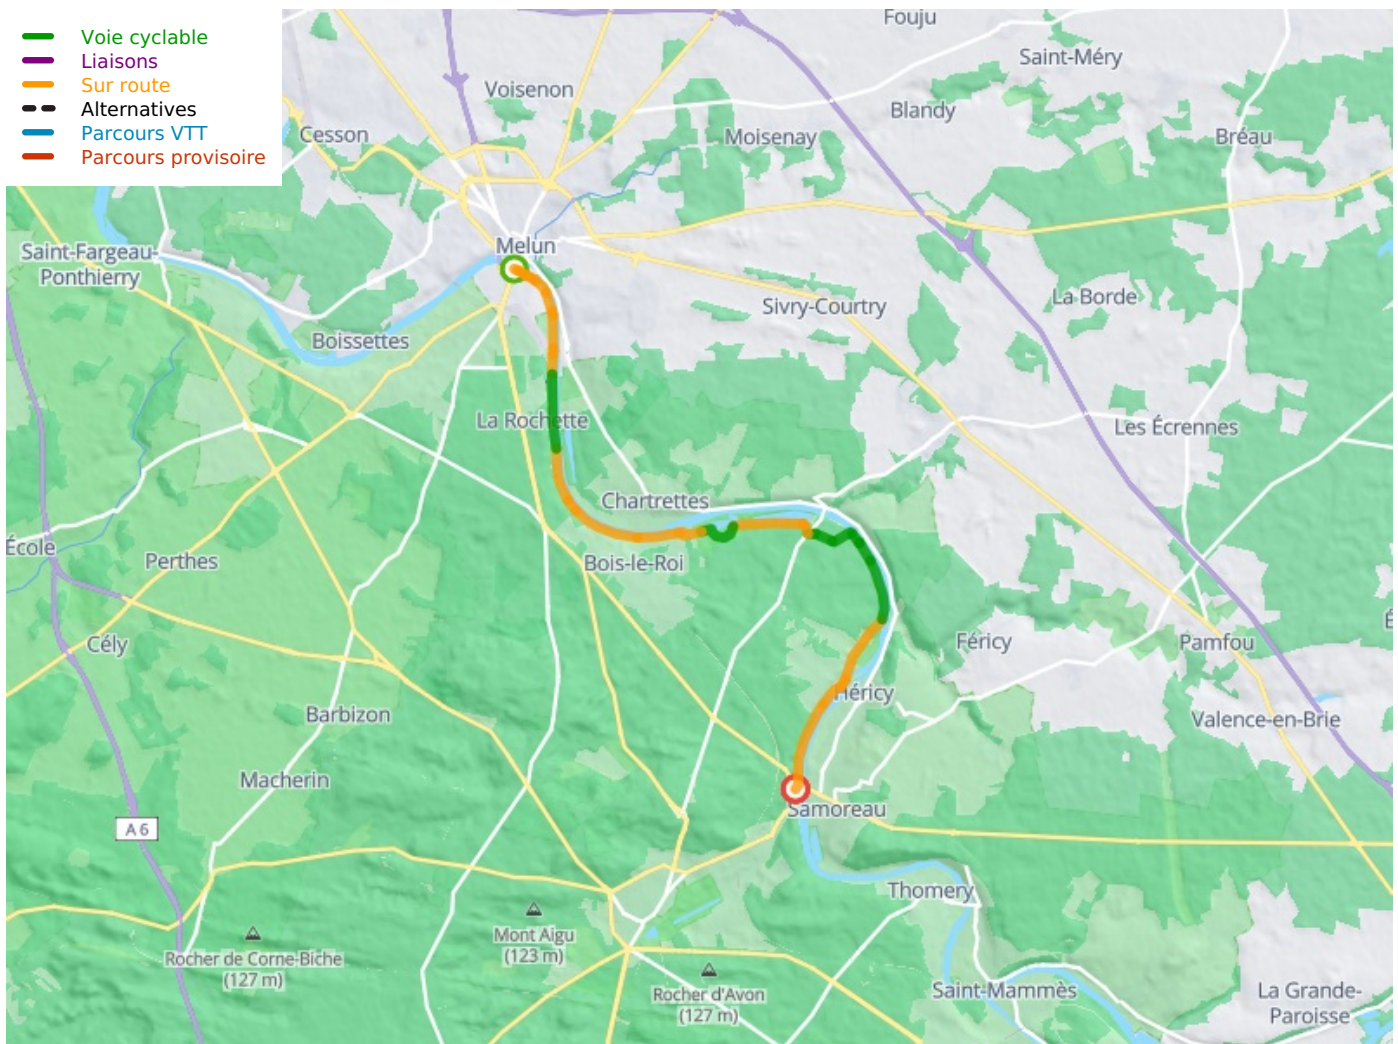 Voie cyclable
Liaisons
Sur route
Alternatives
Parcours VTT
Parcours provisoire
Fouju
Saint-Méry
Voisenon
Blandy
Cesson
Moisenay
Bréau
Melun
Saint-Fargeau-
Ponthierry
La Borde
Sivry-Courtry
Boissettes
La Rochette
Les Écrennes
Chartrettes
École
Perthes
Bois-le-Roi
Cély
Féricy
Pamfou
Héricy
Barbizon
Valence-en-Brie
Macherin
Samoreau
A 6
Thomery
Mont Aigu
(123 m)
Rocher de Corne-Biche
(127 m)
Rocher d'Avon
(127 m)
Saint-Mammès
La Grande-
Paroisse